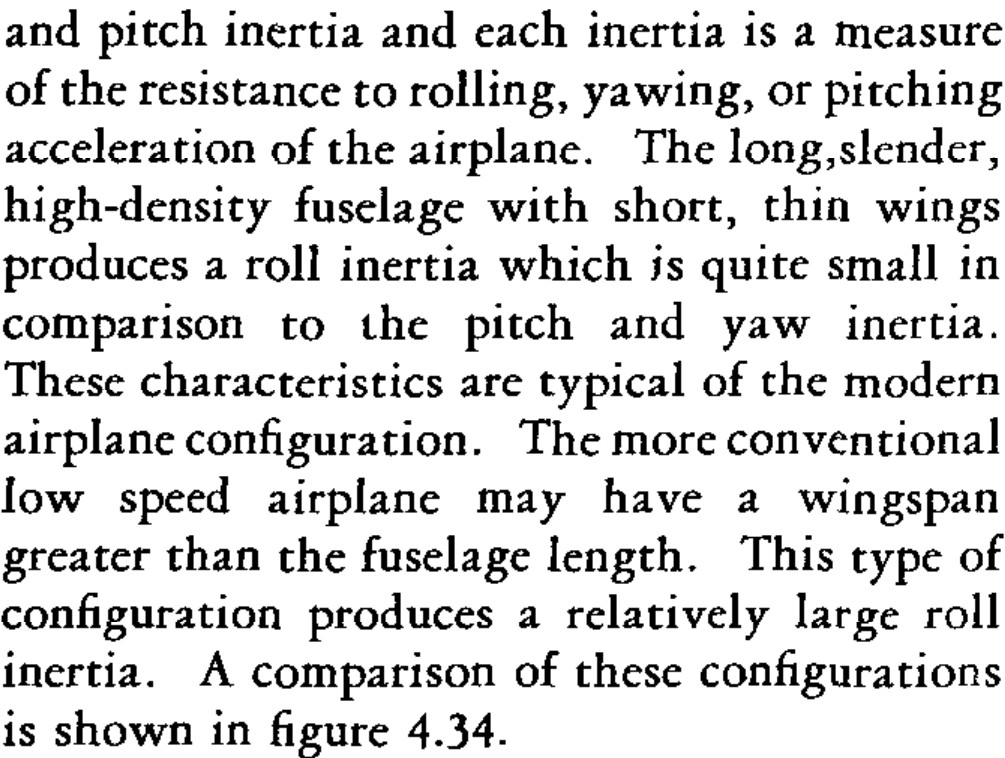 and pitch inertia and each inertia is a measure
of the resistance to rolling, yawing, or pitching
acceleration of the airplane. The long,slender,
high-density fuselage with short, thin wings
produces a roll inertia which is quite small in
comparison to the pitch and yaw inertia.
These characteristics are typical of the modern
airplane configuration. The more conventional
low speed airplane may have a wingspan
greater than the fuselage length. This type of
configuration produces a relatively large roll
inertia. A comparison of these configurations
is shown in figure 4.34.